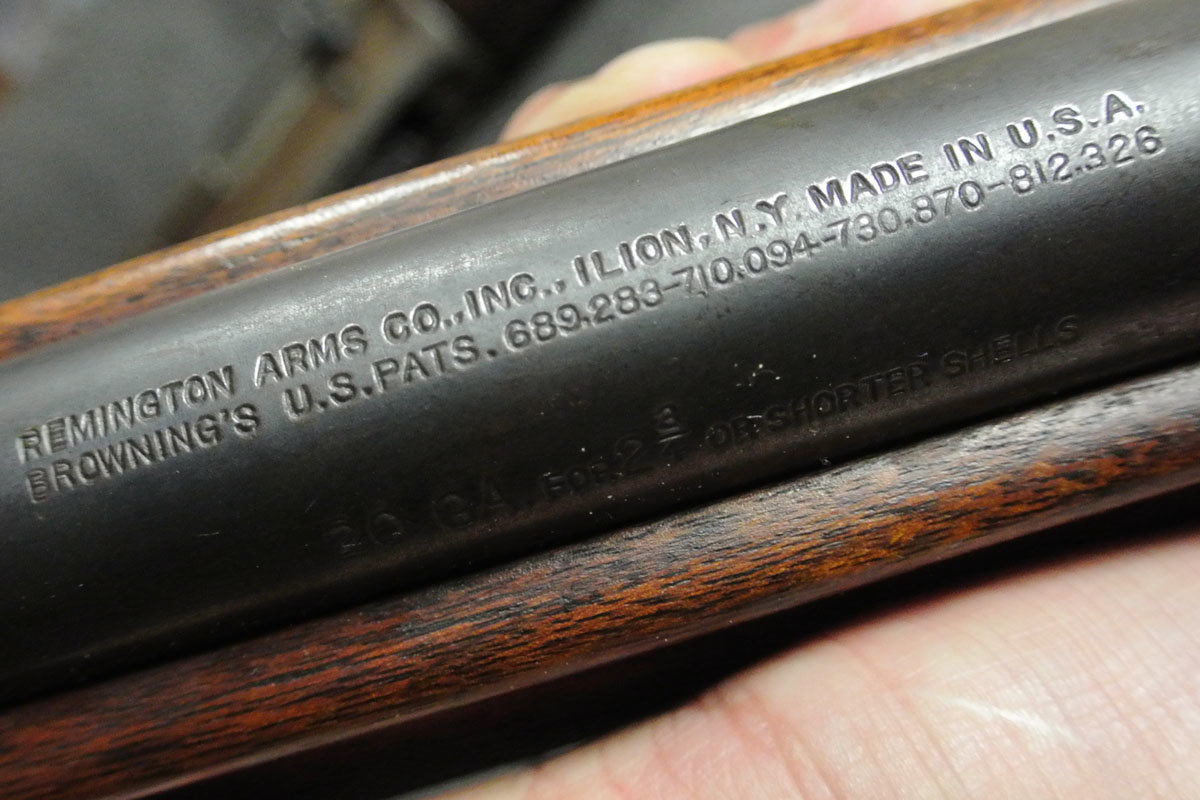 REMINGTON ARMS CO., INC., ILION, N.Y. MADE IN U.S.A.
BROWNING'S U.S. PATS. 689.283-710.094-730.870-812.326
20 GA. FOR 2 3/4 OR SHORTER SHELLS